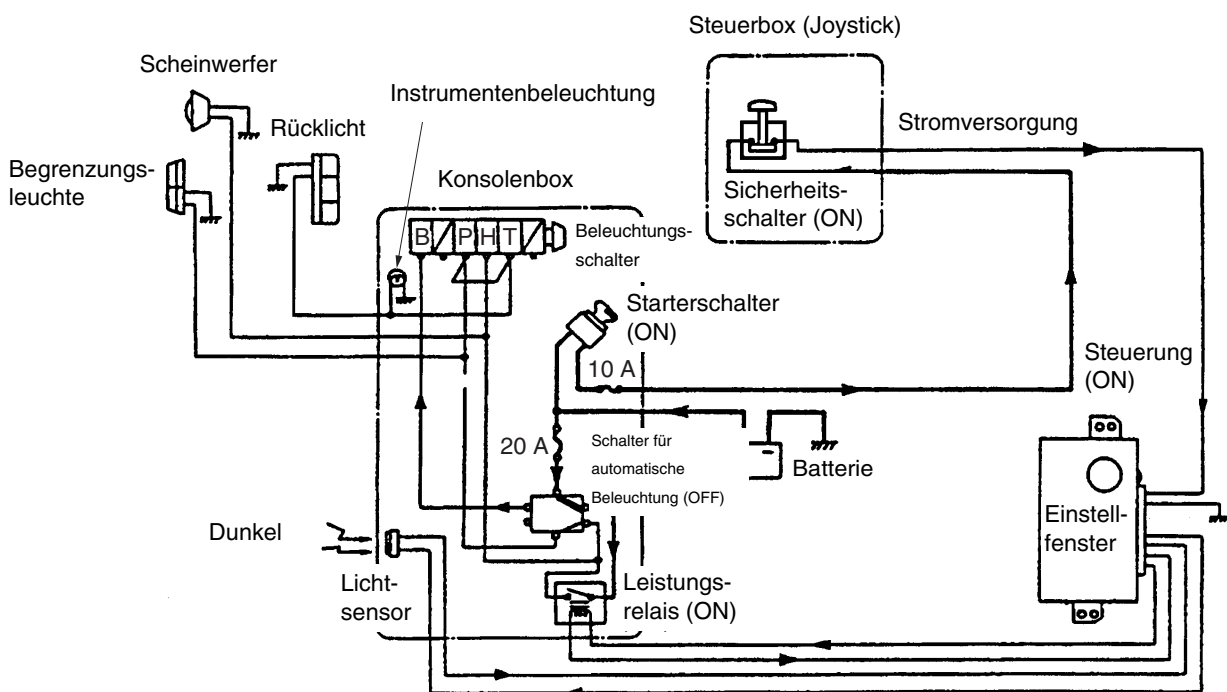 Steuerbox (Joystick)
Scheinwerfer
Instrumentenbeleuchtung
Rücklicht
Stromversorgung
Begrenzungs-
leuchte
Konsolenbox
Sicherheits-
schalter (ON)
B P H T
Beleuchtungs-
schalter
Starterschalter
(ON)
10 A
Steuerung
(ON)
20 A
Schalter für
automatische
Beleuchtung (OFF)
Batterie
Einstell-
fenster
Dunkel
Licht-
sensor
Leistungs-
relais (ON)